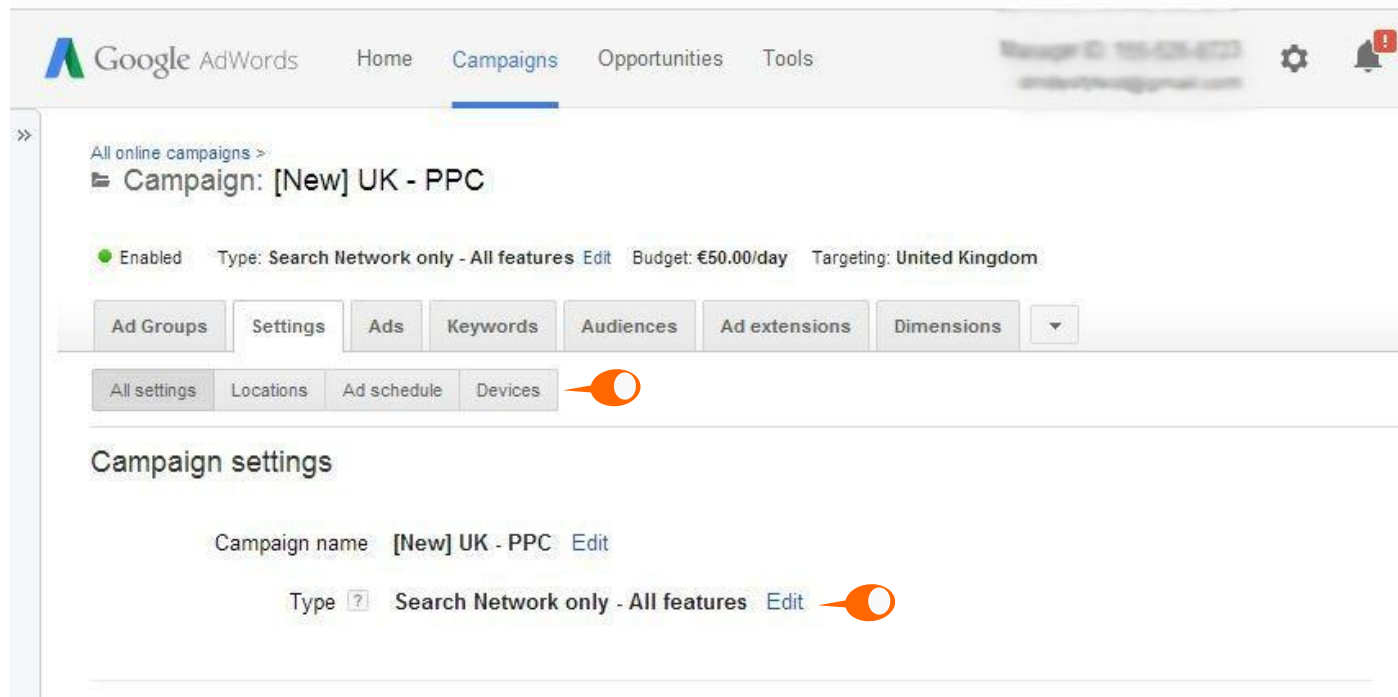 Google AdWords Home Campaigns Opportunities Tools
All online campaigns >
Campaign: [New] UK - PPC
Enabled Type: Search Network only - All features Edit Budget: €50.00/day Targeting: United Kingdom
Ad Groups Settings Ads Keywords Audiences Ad extensions Dimensions
All settings Locations Ad schedule Devices
Campaign settings
Campaign name [New] UK - PPC Edit
Type ? Search Network only - All features Edit